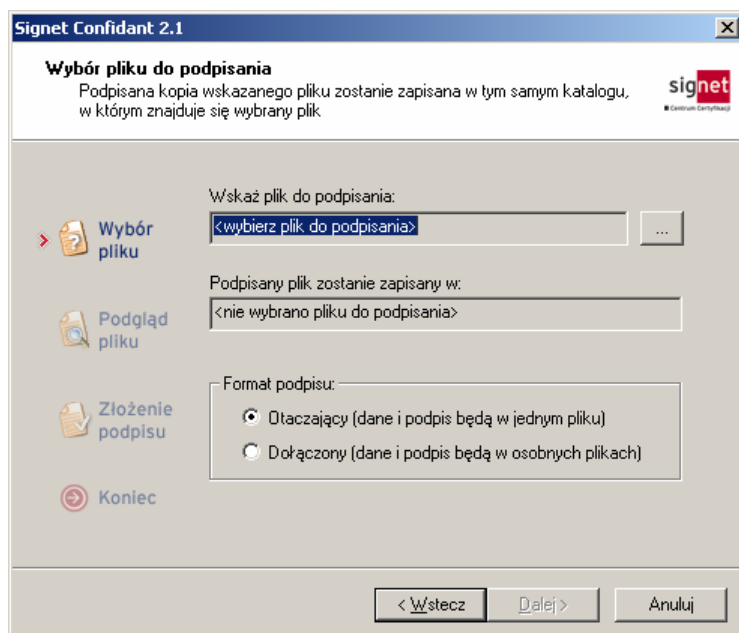 Signet Confidant 2.1
Wybór pliku do podpisania
Podpisana kopia wskazanego pliku zostanie zapisana w tym samym katalogu,
w którym znajduje się wybrany plik
signet
Centrum Certyfikacji
Wskaż plik do podpisania:
<wybierz plik do podpisania>
...
Wybór
pliku
Podpisany plik zostanie zapisany w:
<nie wybrano pliku do podpisania>
Podgląd
pliku
Format podpisu:
Otaczający (dane i podpis będą w jednym pliku)
Dołączony (dane i podpis będą w osobnych plikach)
Złożenie
podpisu
Koniec
< Wstecz
Dalej >
Anuluj